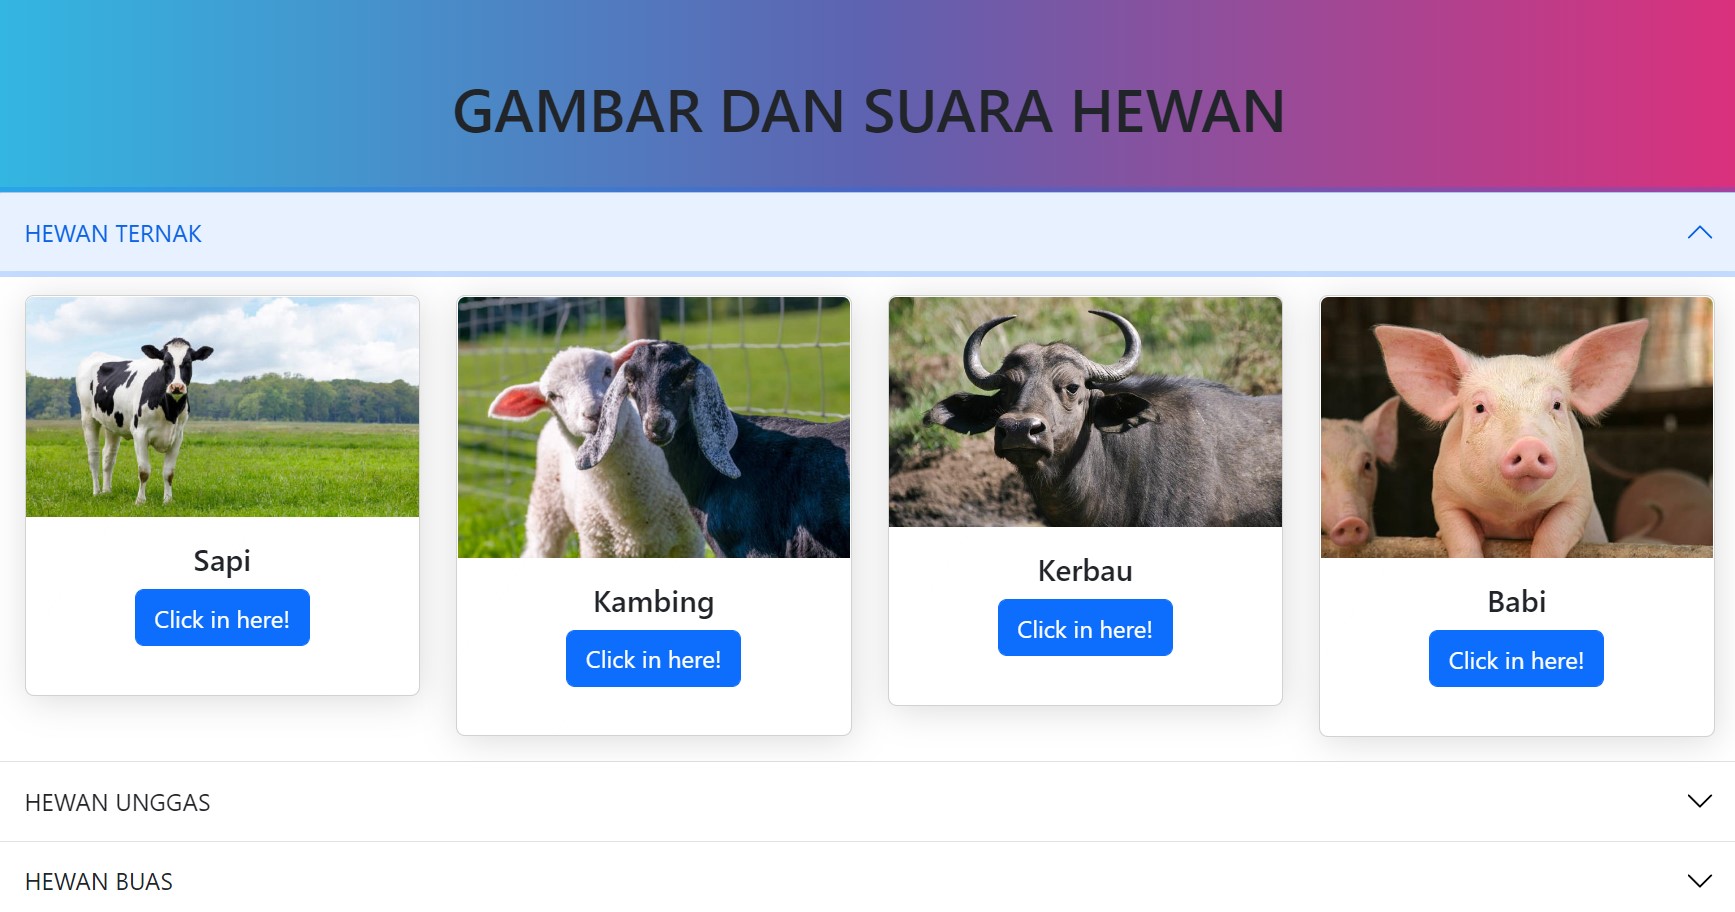 GAMBAR DAN SUARA HEWAN
HEWAN TERNAK
Sapi
Click in here!
Kambing
Click in here!
Kerbau
Click in here!
Babi
Click in here!
HEWAN UNGGAS
HEWAN BUAS